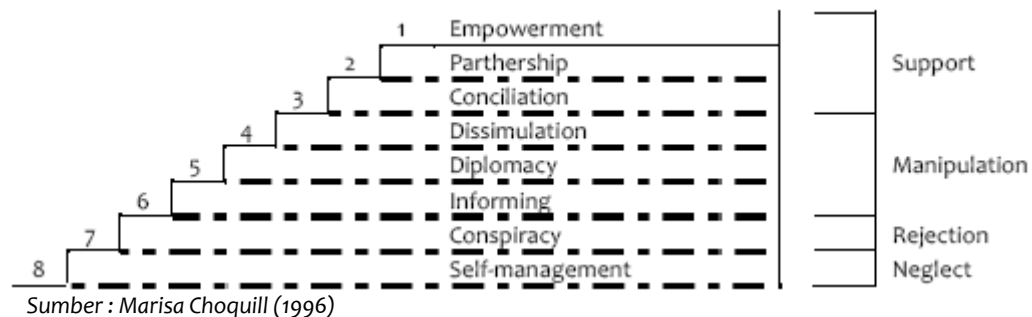 1 Empowerment
2 Parthership Support
3 Conciliation
4 Dissimulation
5 Diplomacy Manipulation
6 Informing
7 Conspiracy Rejection
8 Self-management Neglect
Sumber : Marisa Choquill (1996)